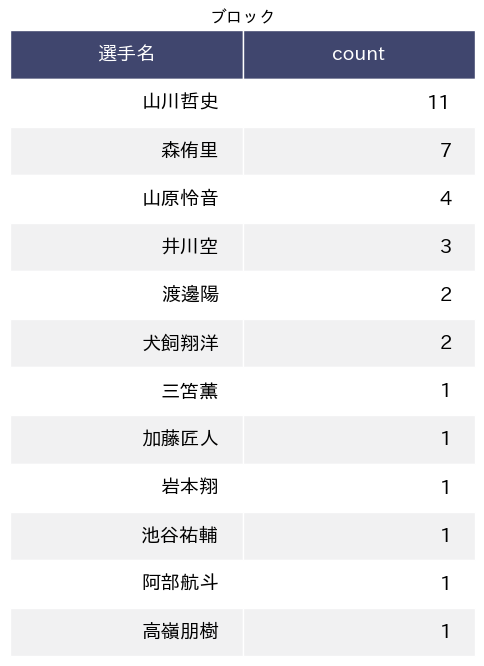 ブロック
選手名 count
山川哲史 11
森侑里 7
山原怜音 4
井川空 3
渡邊陽 2
犬飼翔洋 2
三笘薫 1
加藤匠人 1
岩本翔 1
池谷祐輔 1
阿部航斗 1
高嶺朋樹 1